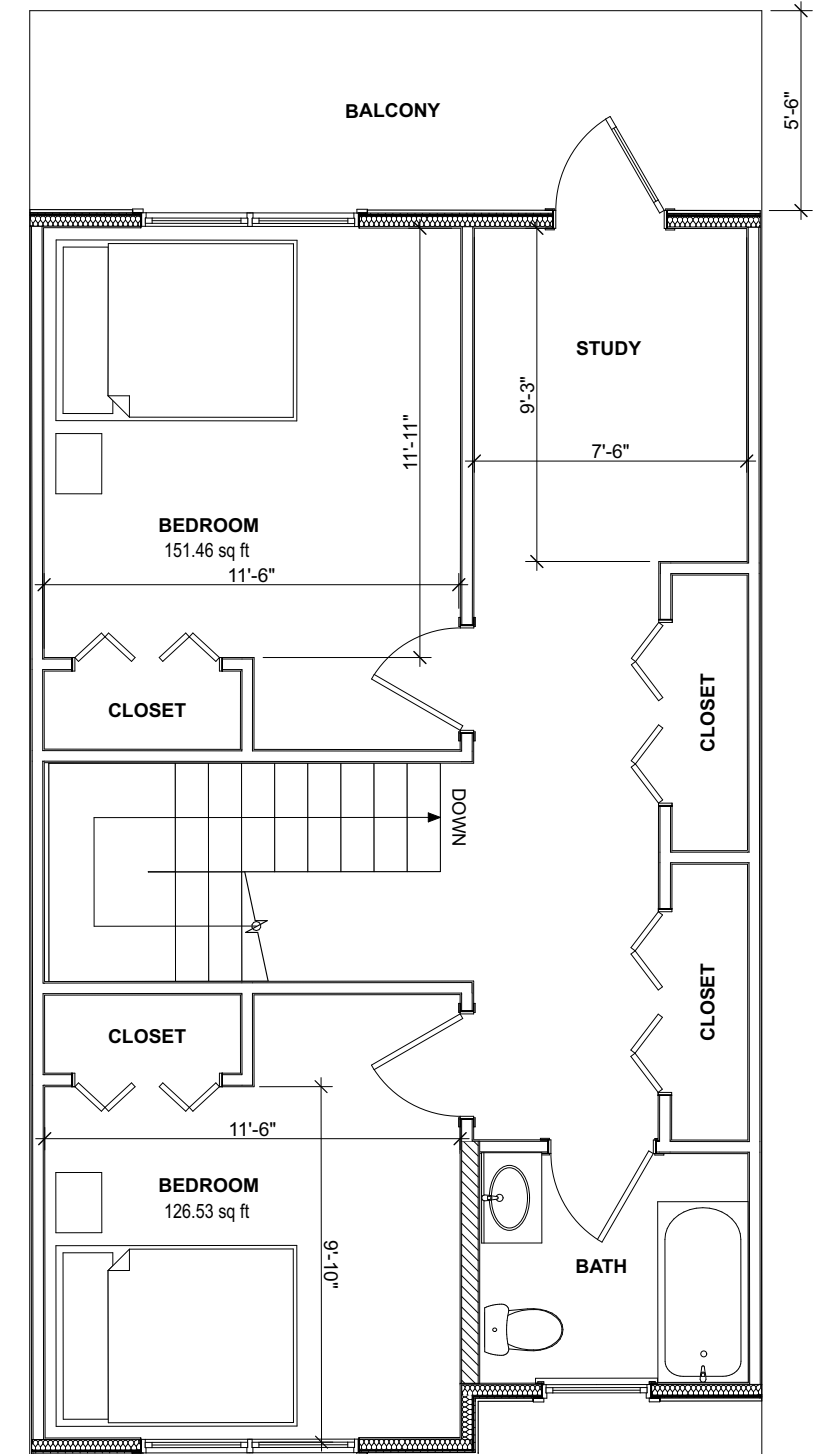 BALCONY
5'-6"
STUDY
9'-3"
11'-11"
7'-6"
BEDROOM
151.46 sq ft
11'-6"
CLOSET
CLOSET
DOWN
CLOSET
CLOSET
11'-6"
BEDROOM
126.53 sq ft
9'-10"
BATH